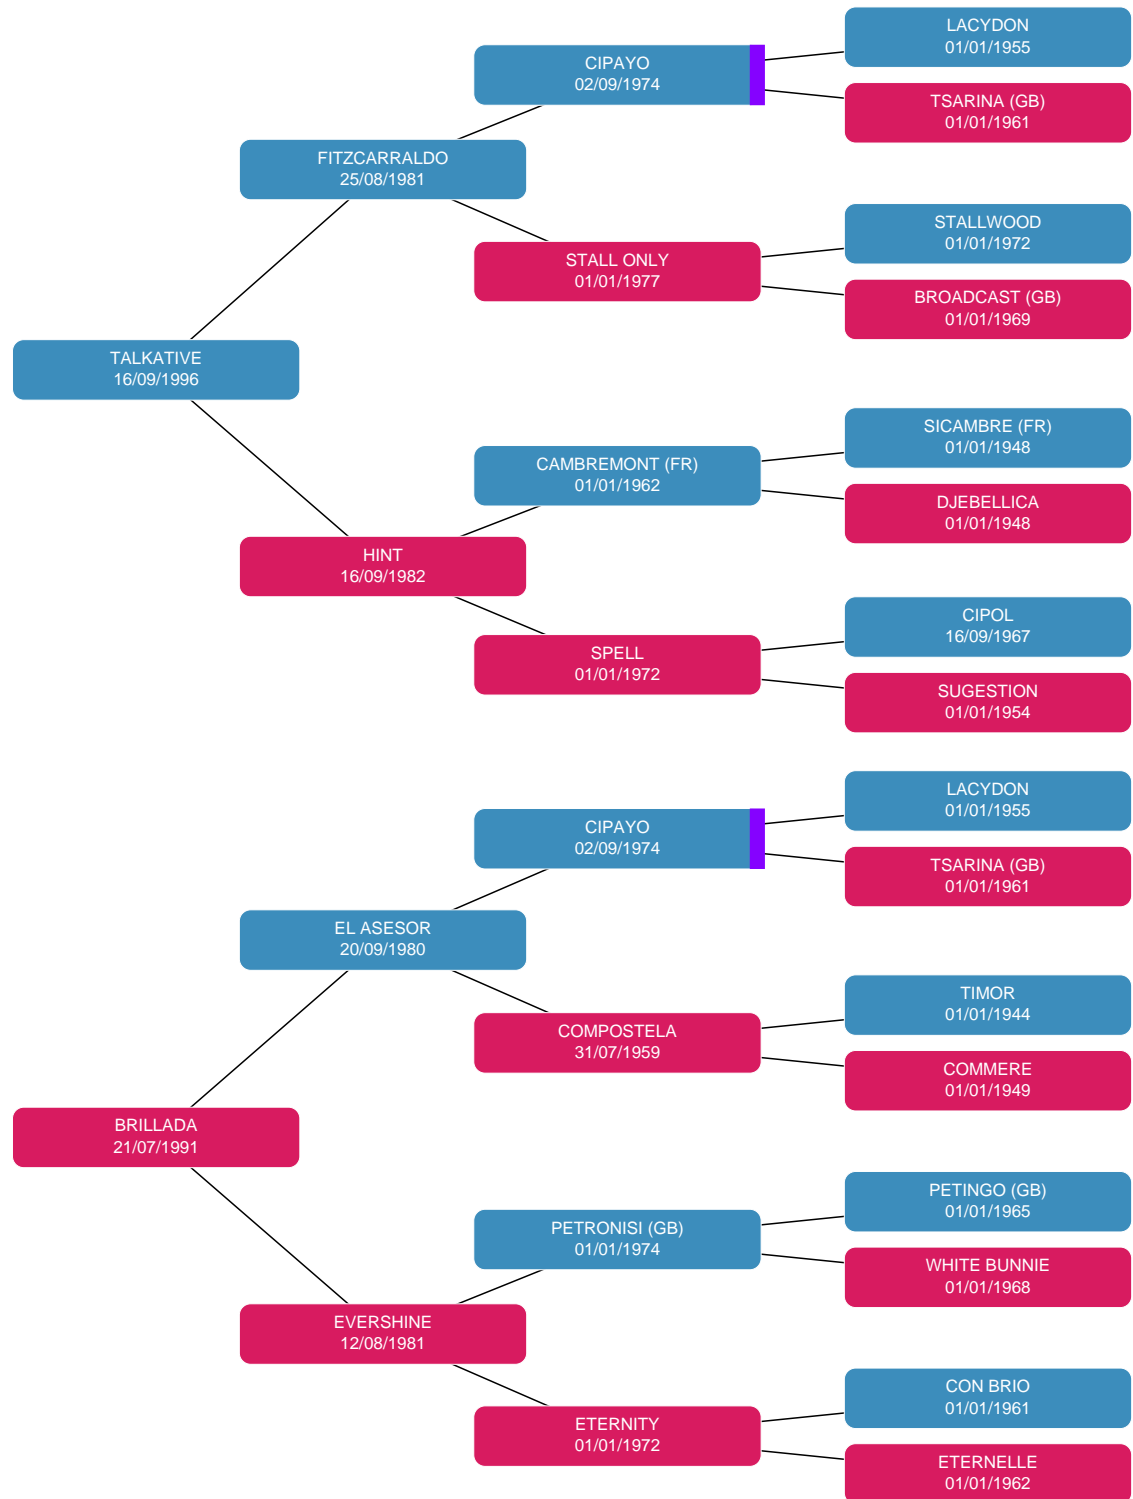 LACYDON
01/01/1955
CIPAYO
02/09/1974
TSARINA (GB)
01/01/1961
FITZCARRALDO
25/08/1981
STALLWOOD
01/01/1972
STALL ONLY
01/01/1977
BROADCAST (GB)
01/01/1969
TALKATIVE
16/09/1996
SICAMBRE (FR)
01/01/1948
CAMBREMONT (FR)
01/01/1962
DJEBELLICA
01/01/1948
HINT
16/09/1982
CIPOL
16/09/1967
SPELL
01/01/1972
SUGESTION
01/01/1954
LACYDON
01/01/1955
CIPAYO
02/09/1974
TSARINA (GB)
01/01/1961
EL ASESOR
20/09/1980
TIMOR
01/01/1944
COMPOSTELA
31/07/1959
COMMERE
01/01/1949
BRILLADA
21/07/1991
PETINGO (GB)
01/01/1965
PETRONISI (GB)
01/01/1974
WHITE BUNNIE
01/01/1968
EVERSHINE
12/08/1981
CON BRIO
01/01/1961
ETERNITY
01/01/1972
ETERNELLE
01/01/1962